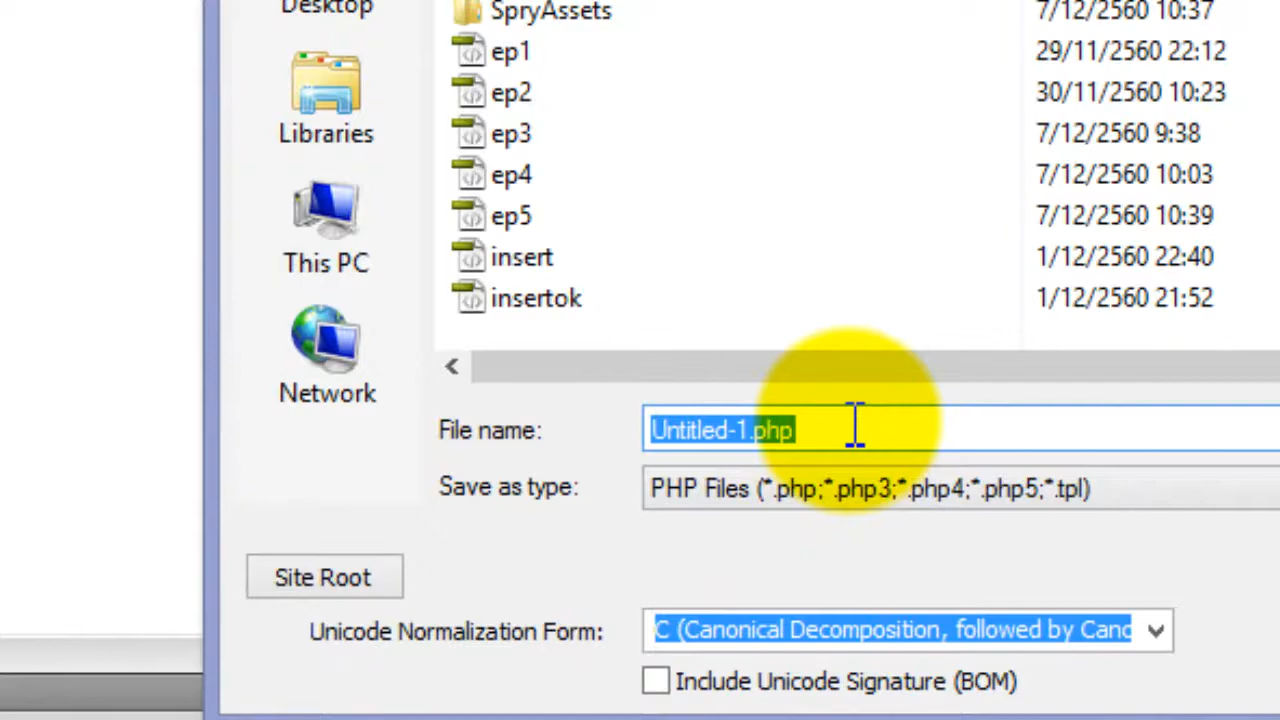 Desktop
SpryAssets 7/12/2560 10:37
ep1 29/11/2560 22:12
Libraries
ep2 30/11/2560 10:23
ep3 7/12/2560 9:38
ep4 7/12/2560 10:03
This PC
ep5 7/12/2560 10:39
insert 1/12/2560 22:40
insertok 1/12/2560 21:52
Network
File name: Untitled-1.php
Save as type: PHP Files (*.php;*.php3;*.php4;*.php5;*.tpl)
Site Root
Unicode Normalization Form: C (Canonical Decomposition, followed by Cano
Include Unicode Signature (BOM)